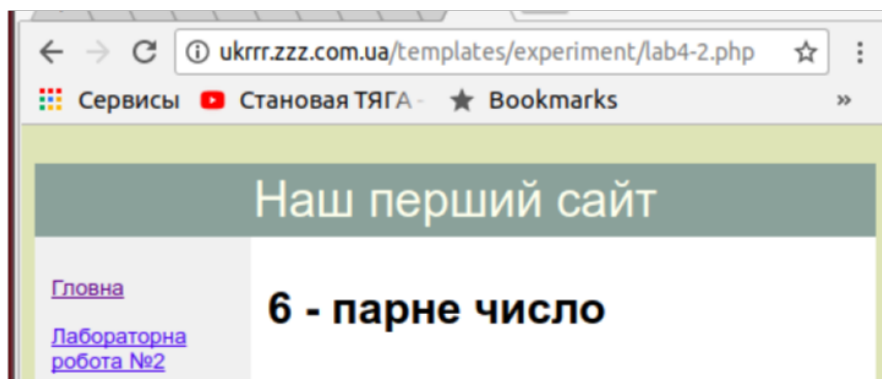 ukrrr.zzz.com.ua/templates/experiment/lab4-2.php
Сервисы Становая ТЯГА - Bookmarks »
Наш перший сайт
Гловна
6 - парне число
Лабораторна
робота №2